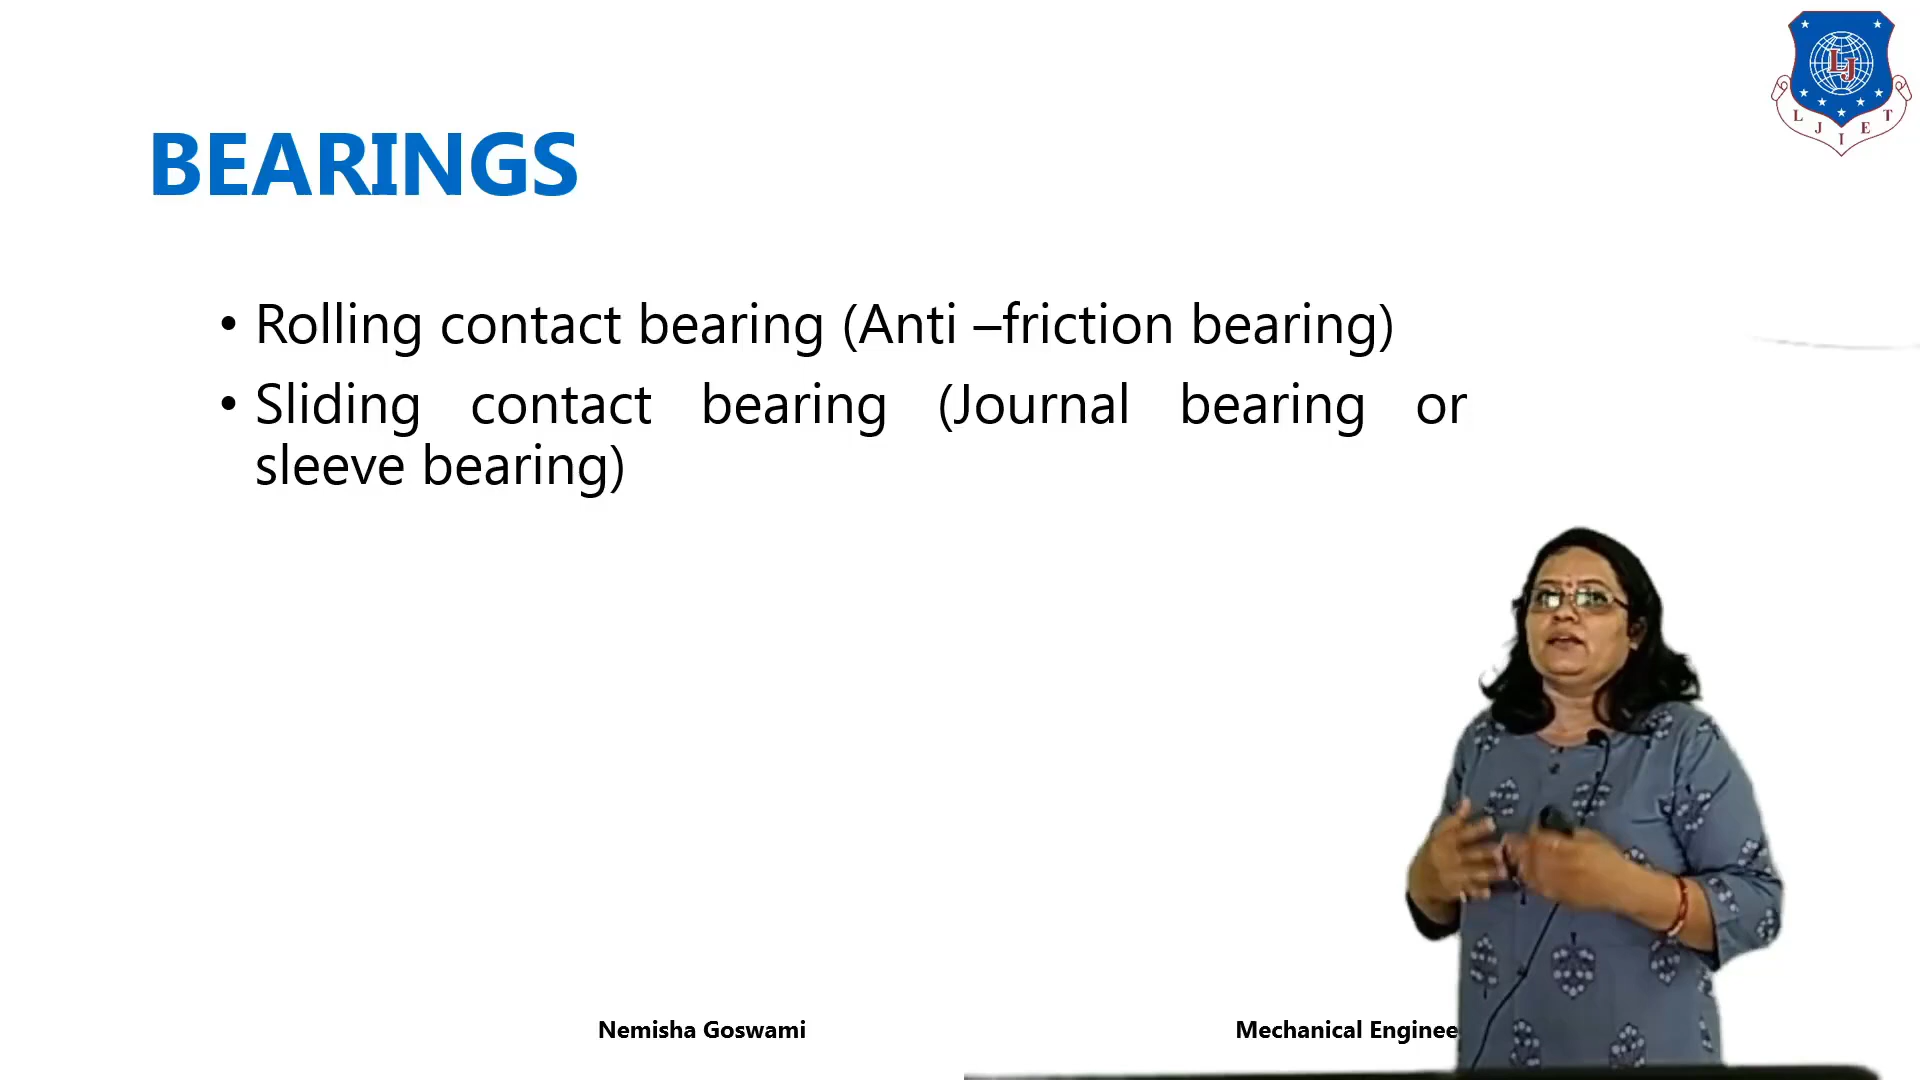 LJ
L J I E T
BEARINGS
• Rolling contact bearing (Anti –friction bearing)
• Sliding contact bearing (Journal bearing or
sleeve bearing)
Nemisha Goswami
Mechanical Enginee